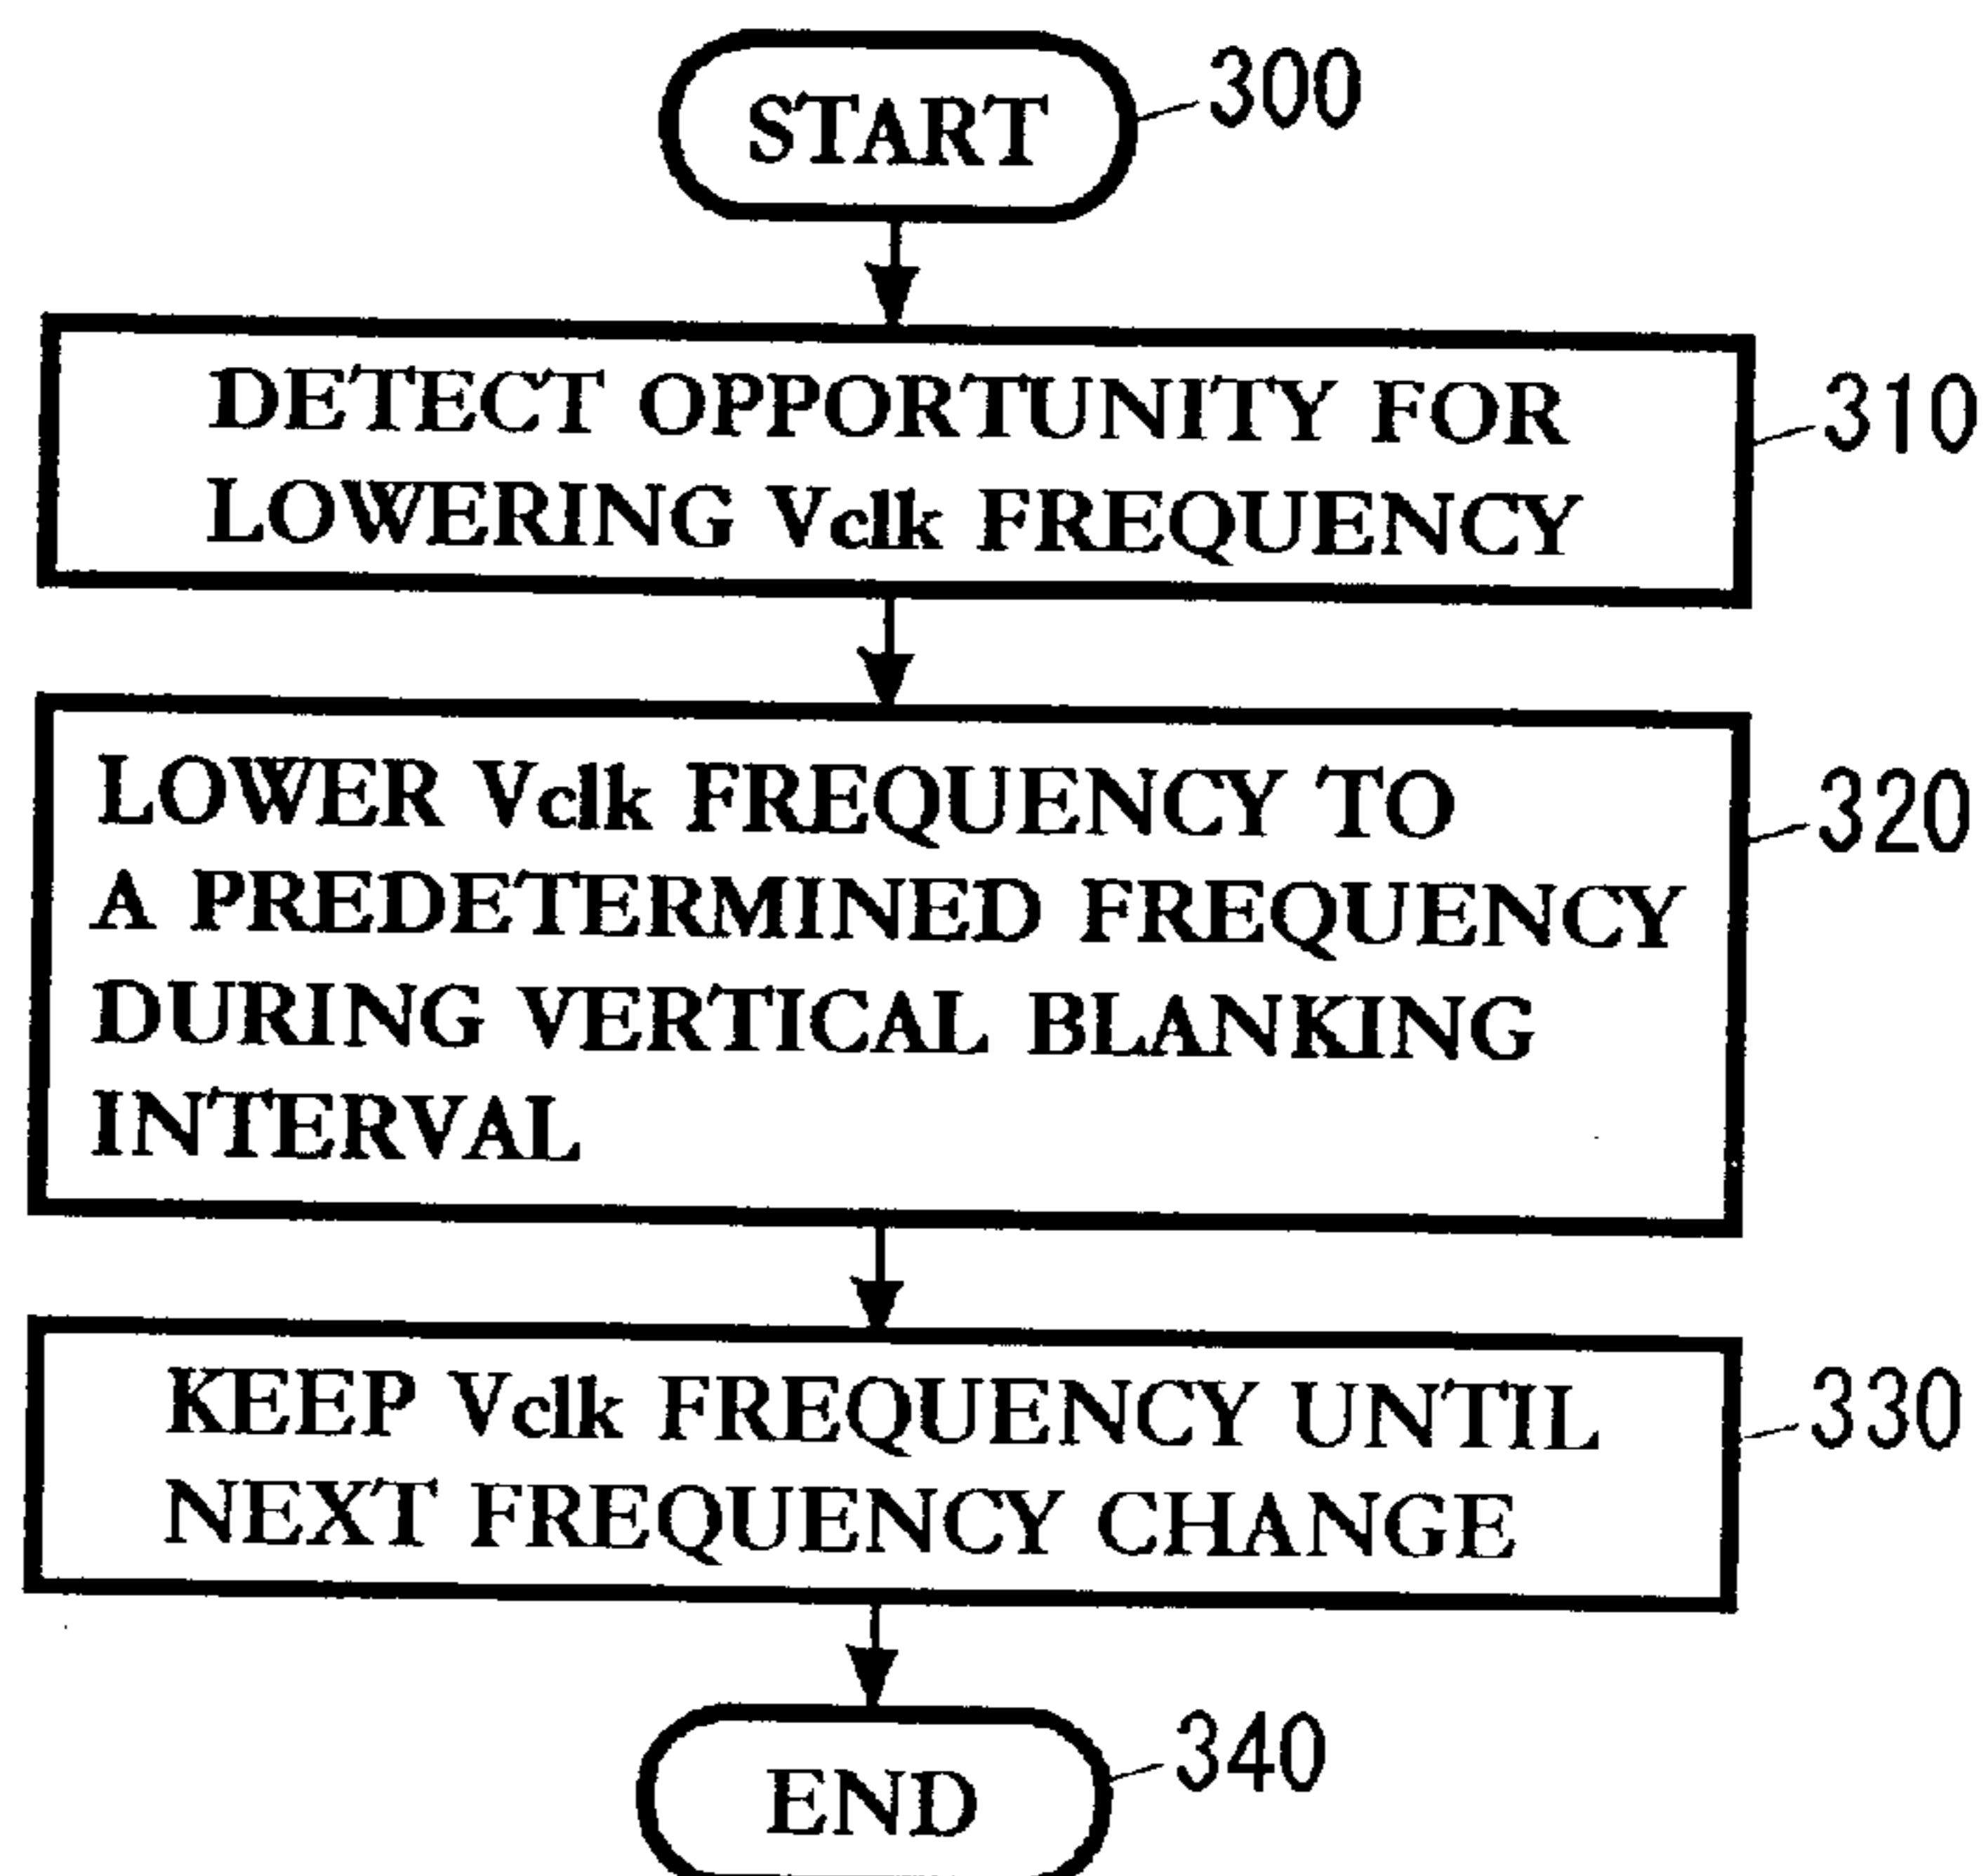 START
300
DETECT OPPORTUNITY FOR
LOWERING Vclk FREQUENCY
310
LOWER Vclk FREQUENCY TO
A PREDETERMINED FREQUENCY
DURING VERTICAL BLANKING
INTERVAL
320
KEEP Vclk FREQUENCY UNTIL
NEXT FREQUENCY CHANGE
330
END
340